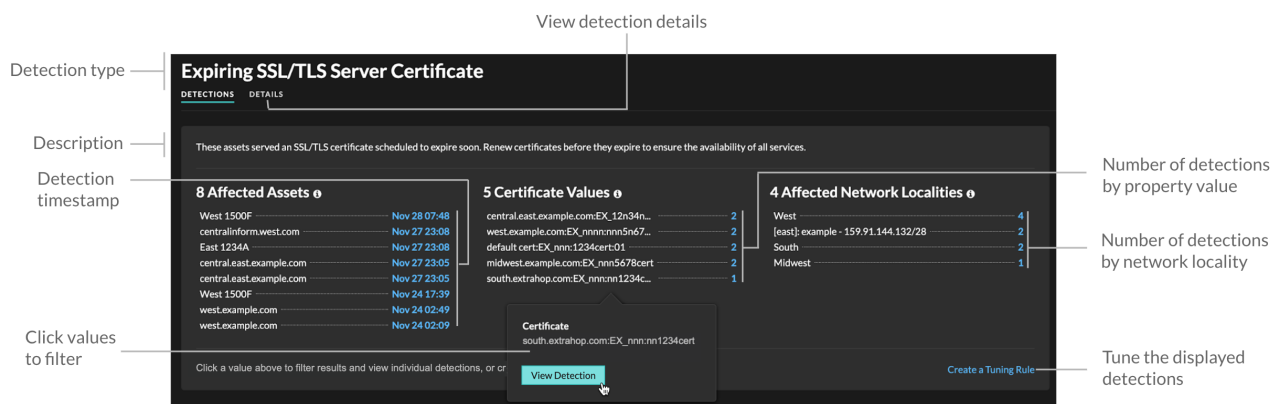 View detection details
Detection type
Expiring SSL/TLS Server Certificate
DETECTIONS DETAILS
Description
These assets served an SSL/TLS certificate scheduled to expire soon. Renew certificates before they expire to ensure the availability of all services.
Detection
timestamp
8 Affected Assets
West 1500F Nov 28 07:48
centralinform.west.com Nov 27 23:08
East 1234A Nov 27 23:08
central.east.example.com Nov 27 23:05
central.east.example.com Nov 27 23:05
West 1500F Nov 24 17:39
west.example.com Nov 24 02:49
west.example.com Nov 24 02:09
5 Certificate Values
central.east.example.com:EX_12n34n... 2
west.example.com:EX_nnnn:nnn5n67... 2
default cert:EX_nnn:1234cert:01 2
midwest.example.com:EX_nnn5678cert 2
south.extrahop.com:EX_nnn:nn1234c... 1
4 Affected Network Localities
West 4
[east]: example - 159.91.144.132/28 2
South 2
Midwest 1
Number of detections
by property value
Number of detections
by network locality
Click values
to filter
Certificate
south.extrahop.com:EX_nnn:nn1234cert
View Detection
Click a value above to filter results and view individual detections, or cr
Create a Tuning Rule
Tune the displayed
detections